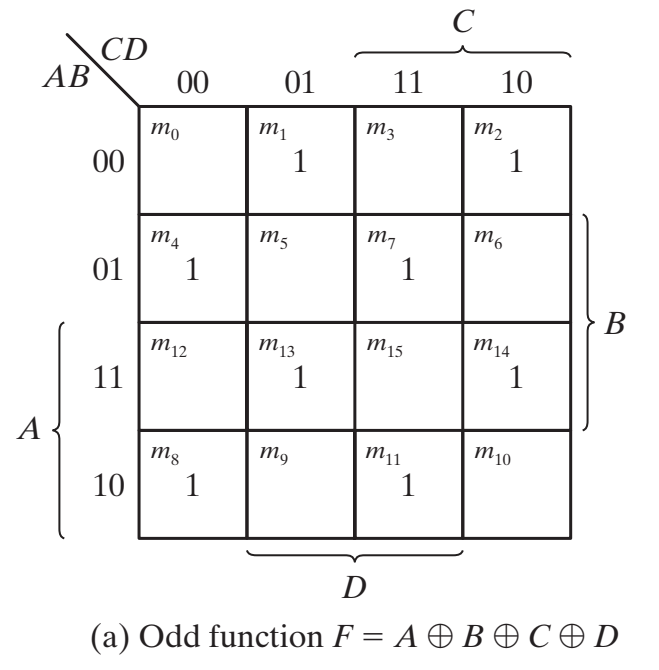 C
CD
AB 00 01 11 10
m0 m1 m3 m2
00 1 1
m4 m5 m7 m6
01 1 1
B
m12 m13 m15 m14
11 1 1
A
m8 m9 m11 m10
10 1 1
D
(a) Odd function F = A ⊕ B ⊕ C ⊕ D